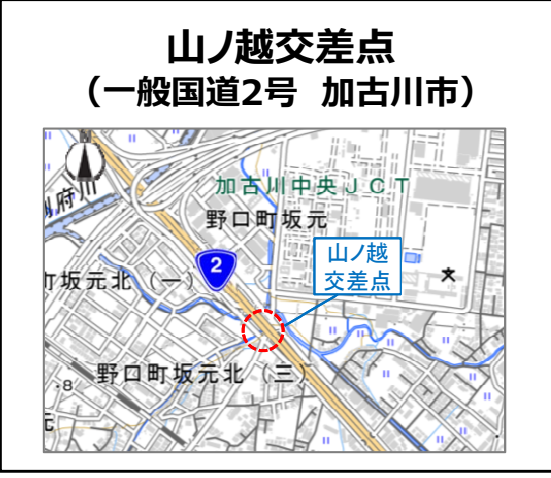 山ノ越交差点
（一般国道2号 加古川市）
加古川中央JCT
野口町坂元
2
山ノ越
交差点
文
町坂元北（一）
野口町坂元北（三）
8